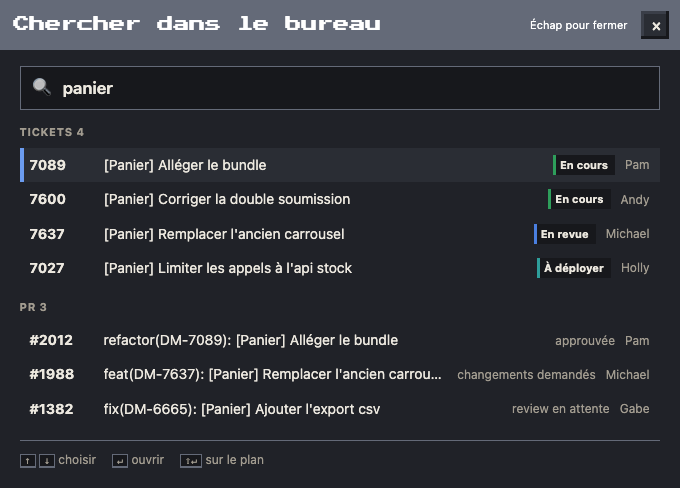 Chercher dans le bureau Échap pour fermer ×
panier
TICKETS 4
7089 [Panier] Alléger le bundle En cours Pam
7600 [Panier] Corriger la double soumission En cours Andy
7637 [Panier] Remplacer l'ancien carrousel En revue Michael
7027 [Panier] Limiter les appels à l'api stock À déployer Holly
PR 3
#2012 refactor(DM-7089): [Panier] Alléger le bundle approuvée Pam
#1988 feat(DM-7637): [Panier] Remplacer l'ancien carrou... changements demandés Michael
#1382 fix(DM-6665): [Panier] Ajouter l'export csv review en attente Gabe
↑ ↓ choisir ↵ ouvrir ⇧↵ sur le plan